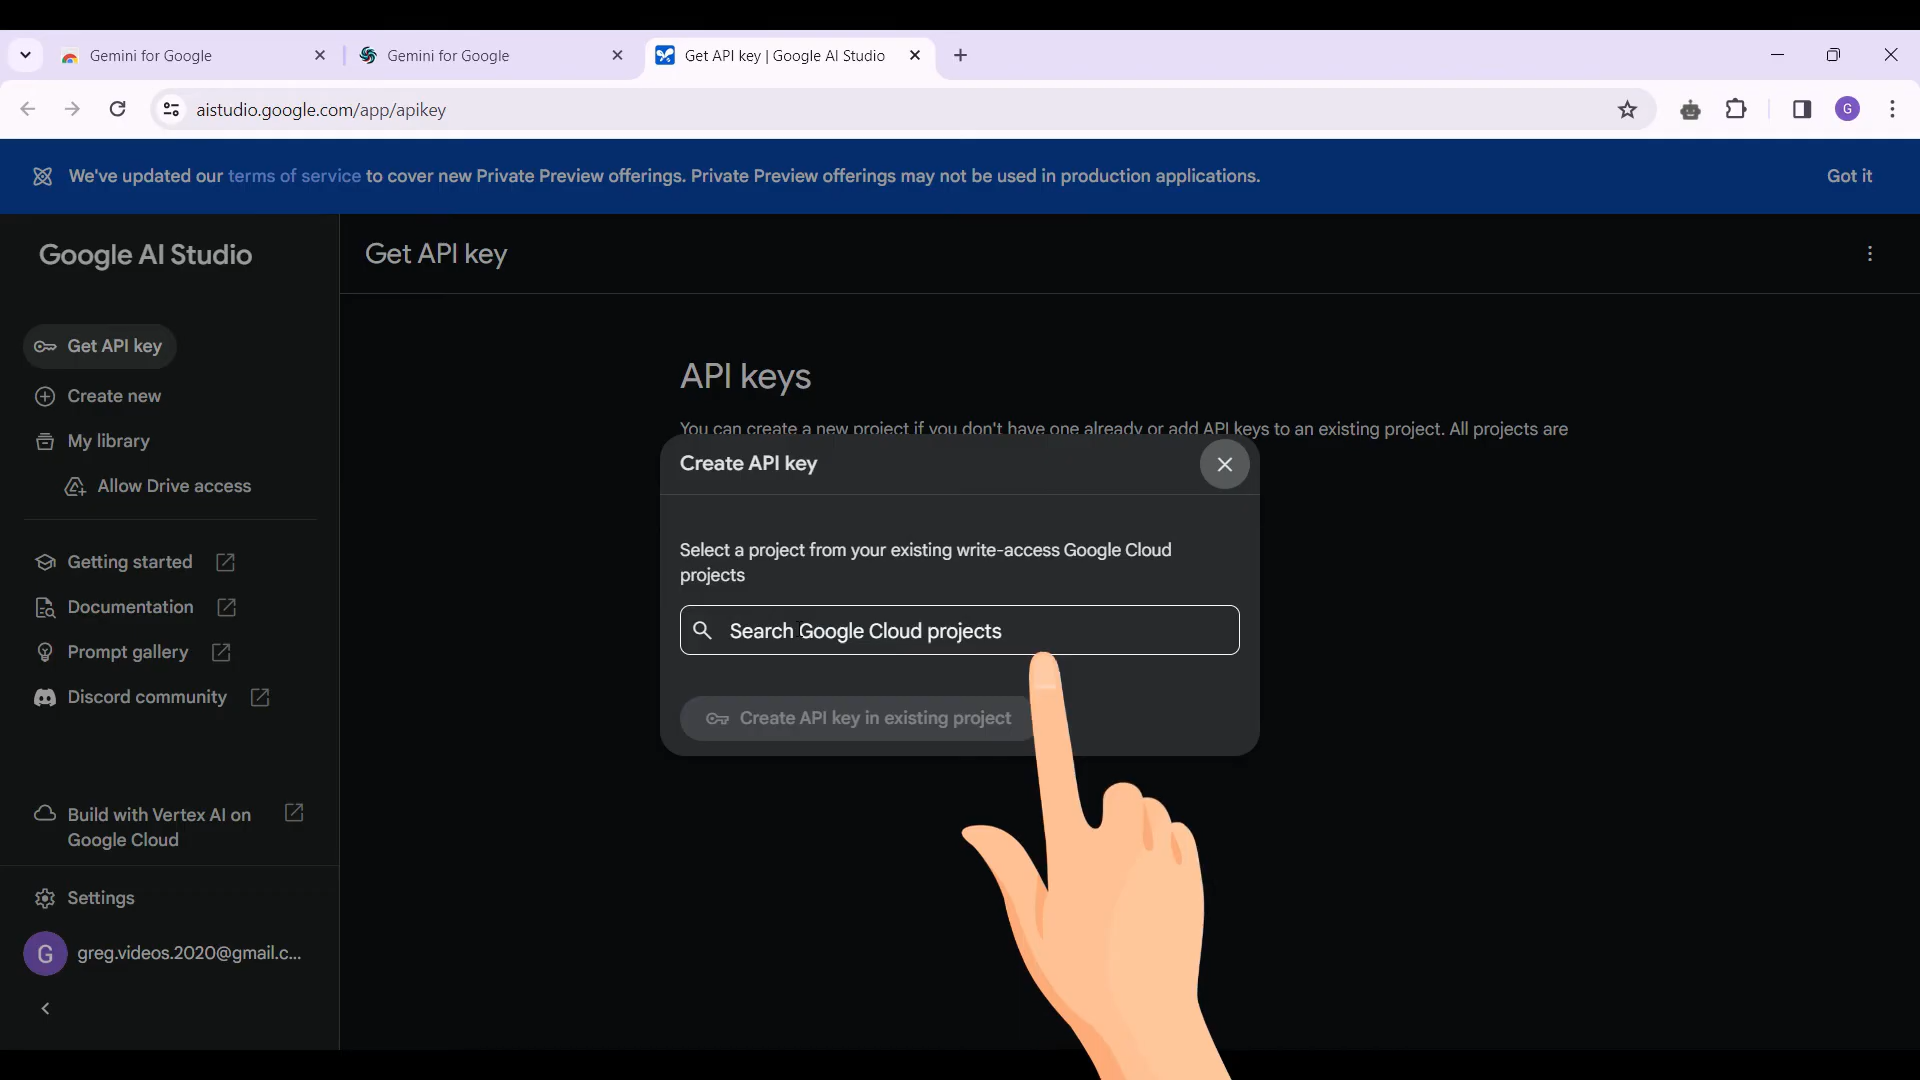 Gemini for Google
Gemini for Google
Get API key | Google AI Studio
aistudio.google.com/app/apikey
G
We've updated our terms of service to cover new Private Preview offerings. Private Preview offerings may not be used in production applications.
Got it
Google AI Studio
Get API key
Get API key
Create new
My library
Allow Drive access
Getting started
Documentation
Prompt gallery
Discord community
Build with Vertex AI on
Google Cloud
Settings
G
greg.videos.2020@gmail.c...
API keys
You can create a new project if you don't have one already or add API keys to an existing project. All projects are
Create API key
Select a project from your existing write-access Google Cloud
projects
Search Google Cloud projects
Create API key in existing project